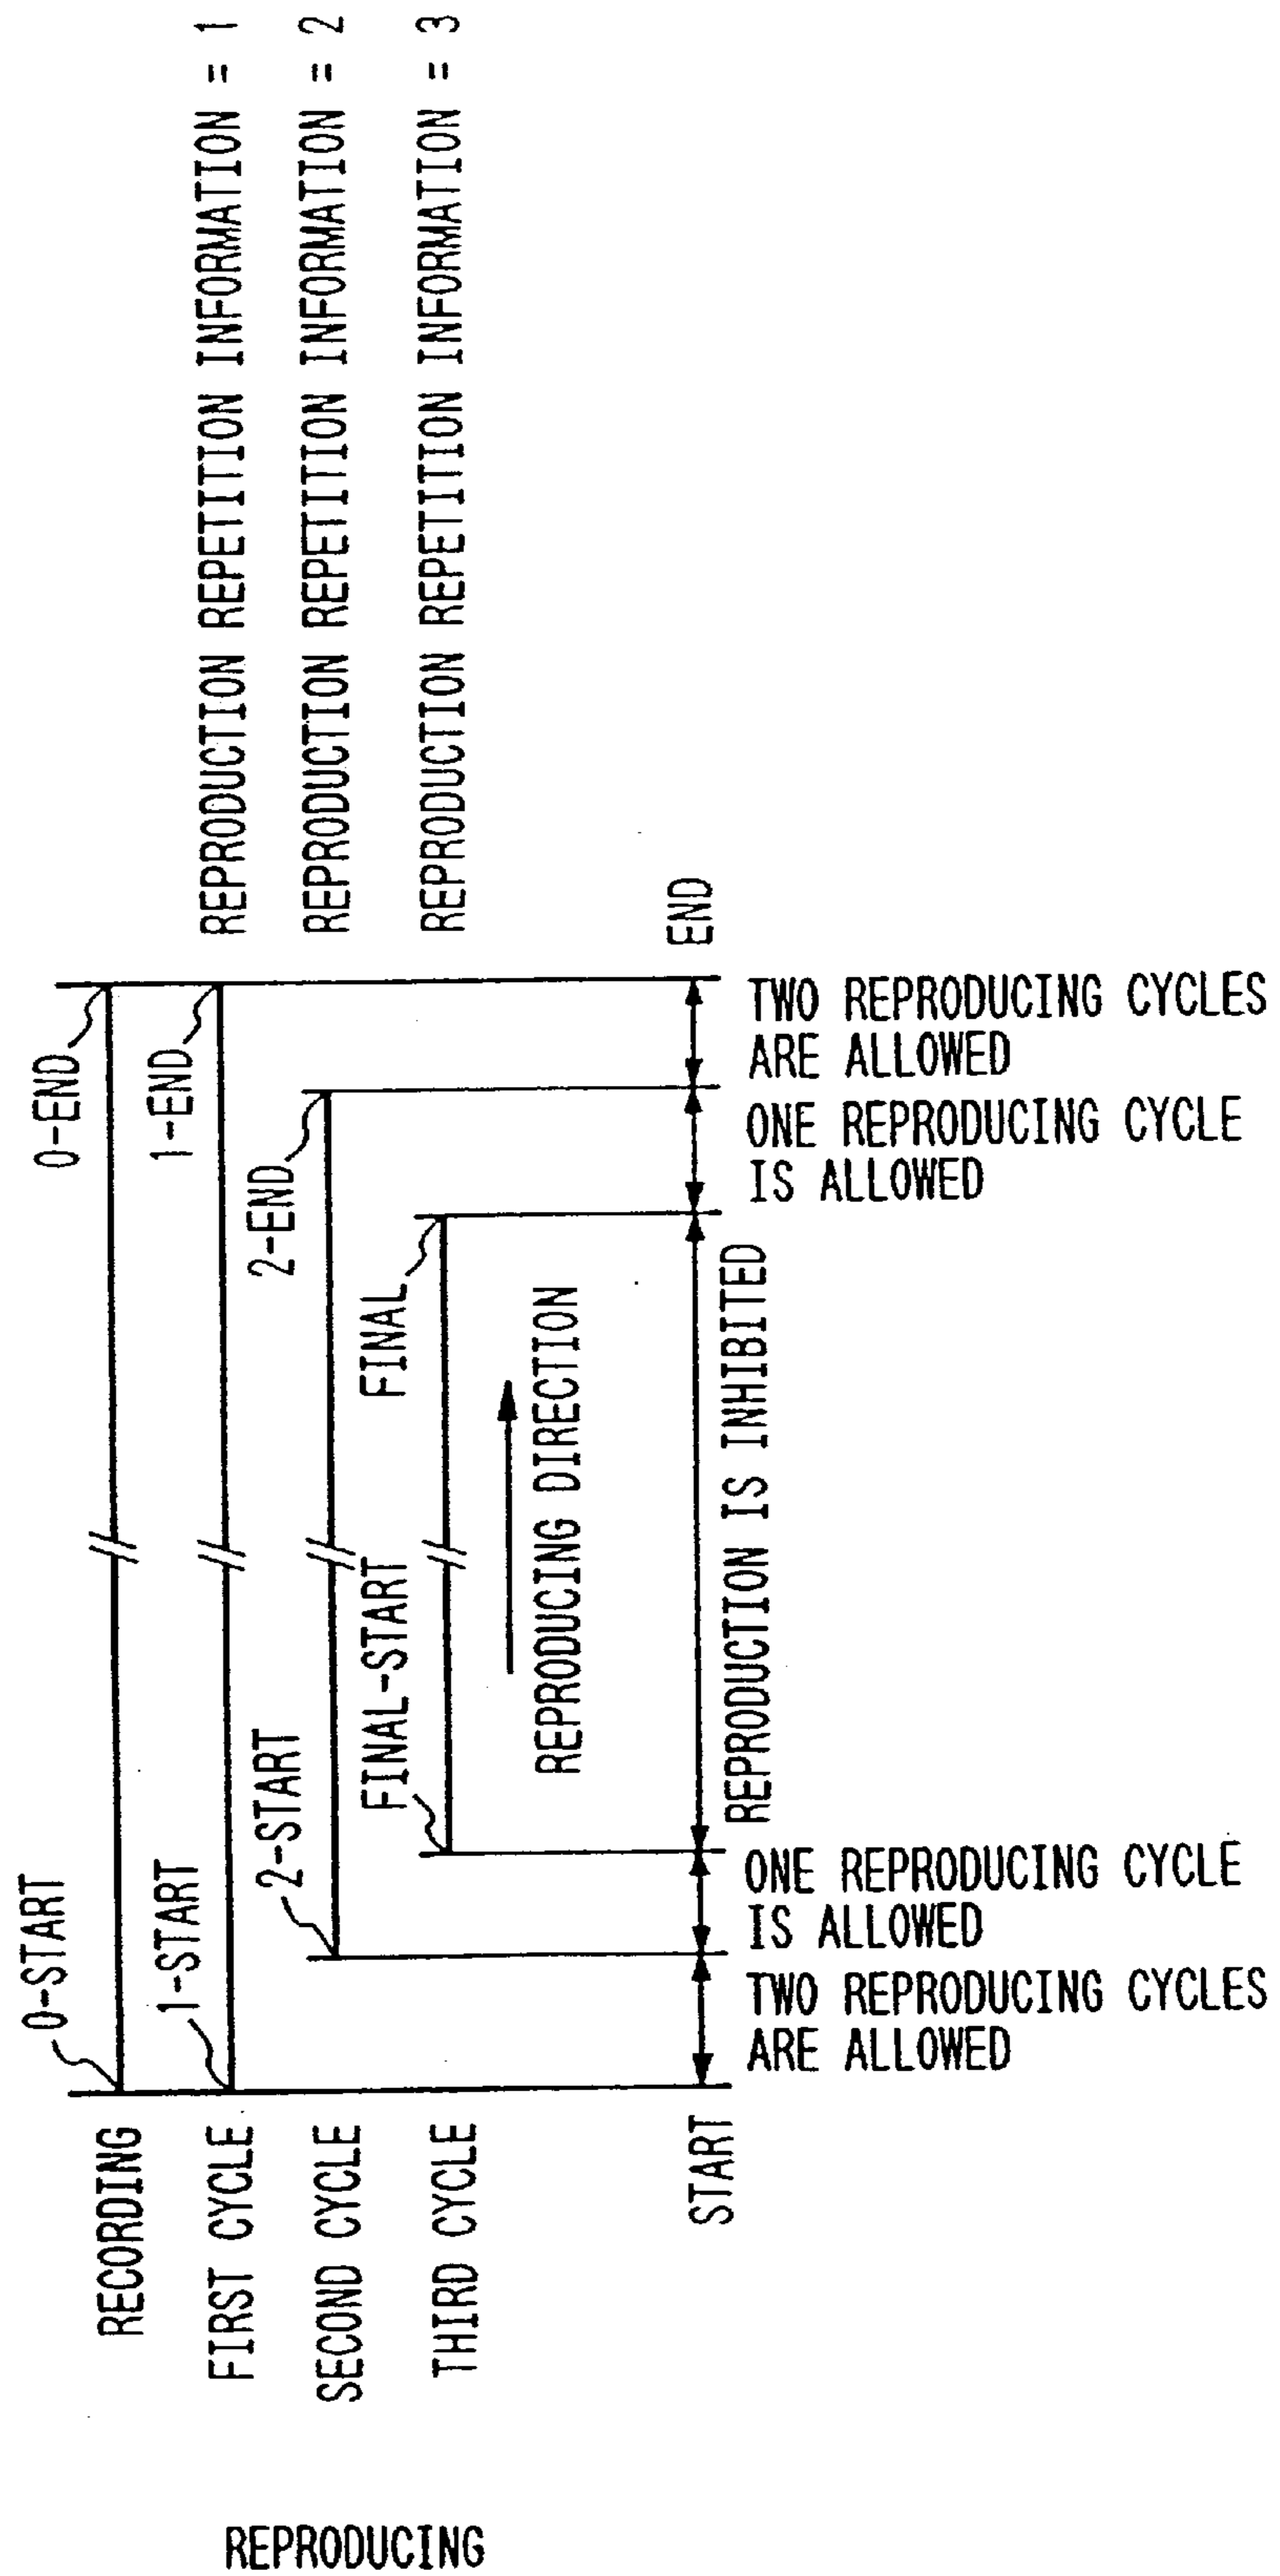 0-START
0-END
RECORDING
1-START
1-END
FIRST CYCLE
REPRODUCTION REPETITION INFORMATION = 1
REPRODUCING
2-START
2-END
SECOND CYCLE
REPRODUCTION REPETITION INFORMATION = 2
FINAL-START
FINAL
THIRD CYCLE
REPRODUCTION REPETITION INFORMATION = 3
REPRODUCING DIRECTION
START
END
REPRODUCTION IS INHIBITED
TWO REPRODUCING CYCLES
ARE ALLOWED
ONE REPRODUCING CYCLE
IS ALLOWED
ONE REPRODUCING CYCLE
IS ALLOWED
TWO REPRODUCING CYCLES
ARE ALLOWED